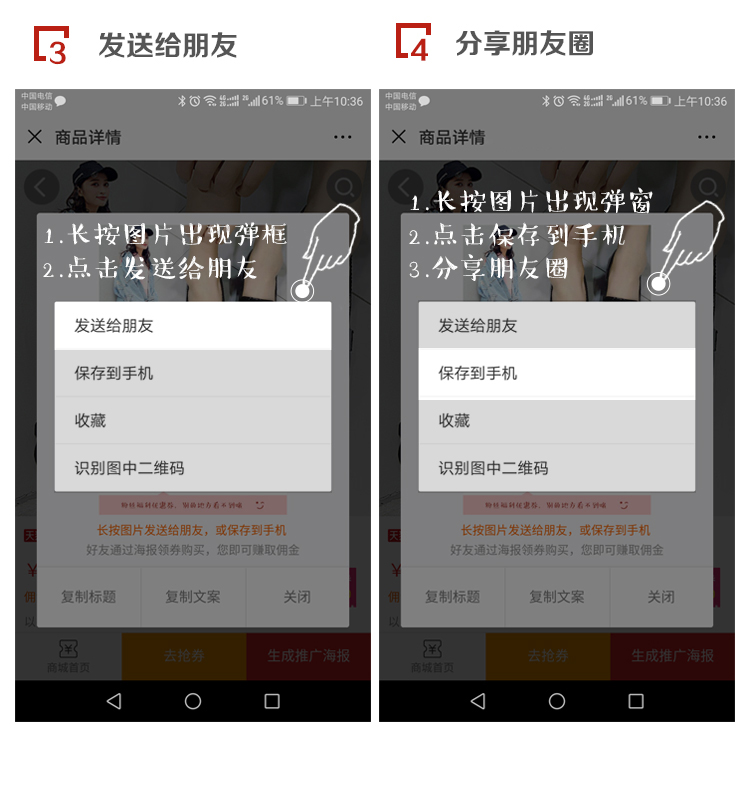 3 发送给朋友
中国电信
中国移动
61% 上午10:36
商品详情
1.长按图片出现弹框
2.点击发送给朋友
发送给朋友
保存到手机
收藏
识别图中二维码
长按图片发送给朋友，或保存到手机
好友通过海报领券购买，您即可赚取佣金
天
¥
佣
以
复制标题
复制文案
关闭
商城首页
去抢券
生成推广海报
4 分享朋友圈
中国电信
中国移动
61% 上午10:36
商品详情
1.长按图片出现弹窗
2.点击保存到手机
3.分享朋友圈
发送给朋友
保存到手机
收藏
识别图中二维码
长按图片发送给朋友，或保存到手机
好友通过海报领券购买，您即可赚取佣金
天
¥
佣
以
复制标题
复制文案
关闭
商城首页
去抢券
生成推广海报